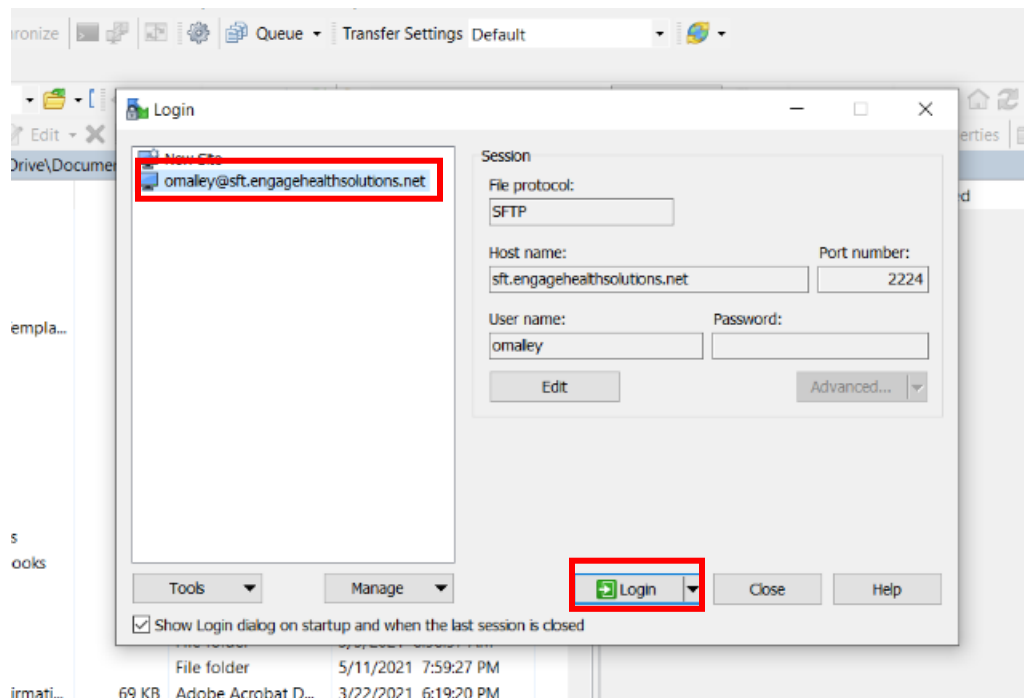 ronize Queue Transfer Settings Default
Edit erties
Drive\Docume
Login
New Site
omalley@sft.engagehealthsolutions.net
Session
File protocol:
SFTP
Host name: Port number:
sft.engagehealthsolutions.net 2224
User name: Password:
omalley
Edit Advanced...
empla...
s
ooks
Tools Manage Login Close Help
Show Login dialog on startup and when the last session is closed
File folder 5/11/2021 7:59:27 PM
irmati... 69 KB Adobe Acrobat D... 3/22/2021 6:19:20 PM